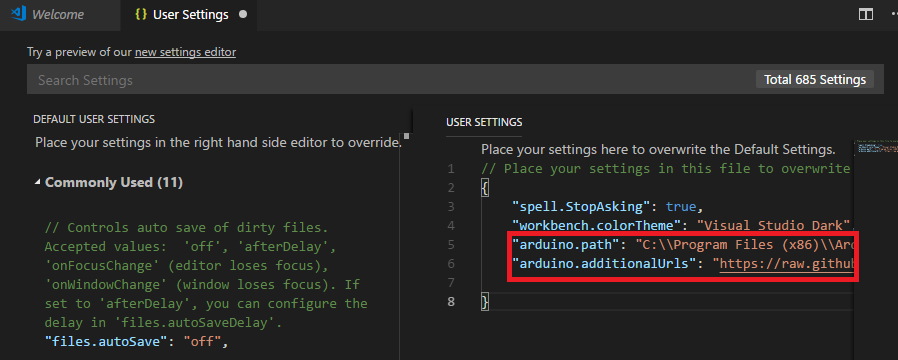 Welcome
{ } User Settings
Try a preview of our new settings editor
Search Settings
Total 685 Settings
DEFAULT USER SETTINGS
Place your settings in the right hand side editor to override.
Commonly Used (11)
// Controls auto save of dirty files.
Accepted values:  'off', 'afterDelay',
'onFocusChange' (editor loses focus),
'onWindowChange' (window loses focus). If
set to 'afterDelay', you can configure the
delay in 'files.autoSaveDelay'.
"files.autoSave": "off",
USER SETTINGS
Place your settings here to overwrite the Default Settings.
1 // Place your settings in this file to overwrite
2 {
3 "spell.StopAsking": true,
4 "workbench.colorTheme": "Visual Studio Dark",
5 "arduino.path": "C:\\Program Files (x86)\\Ar
6 "arduino.additionalUrls": "https://raw.github
8 }